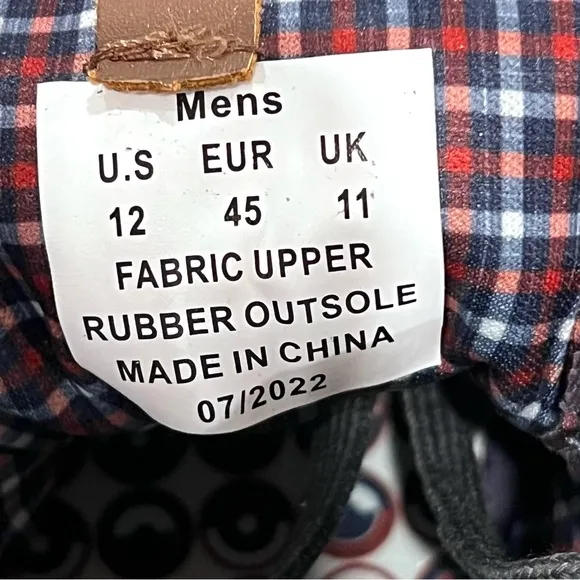 Mens
U.S EUR UK
12 45 11
FABRIC UPPER
RUBBER OUTSOLE
MADE IN CHINA
07/2022